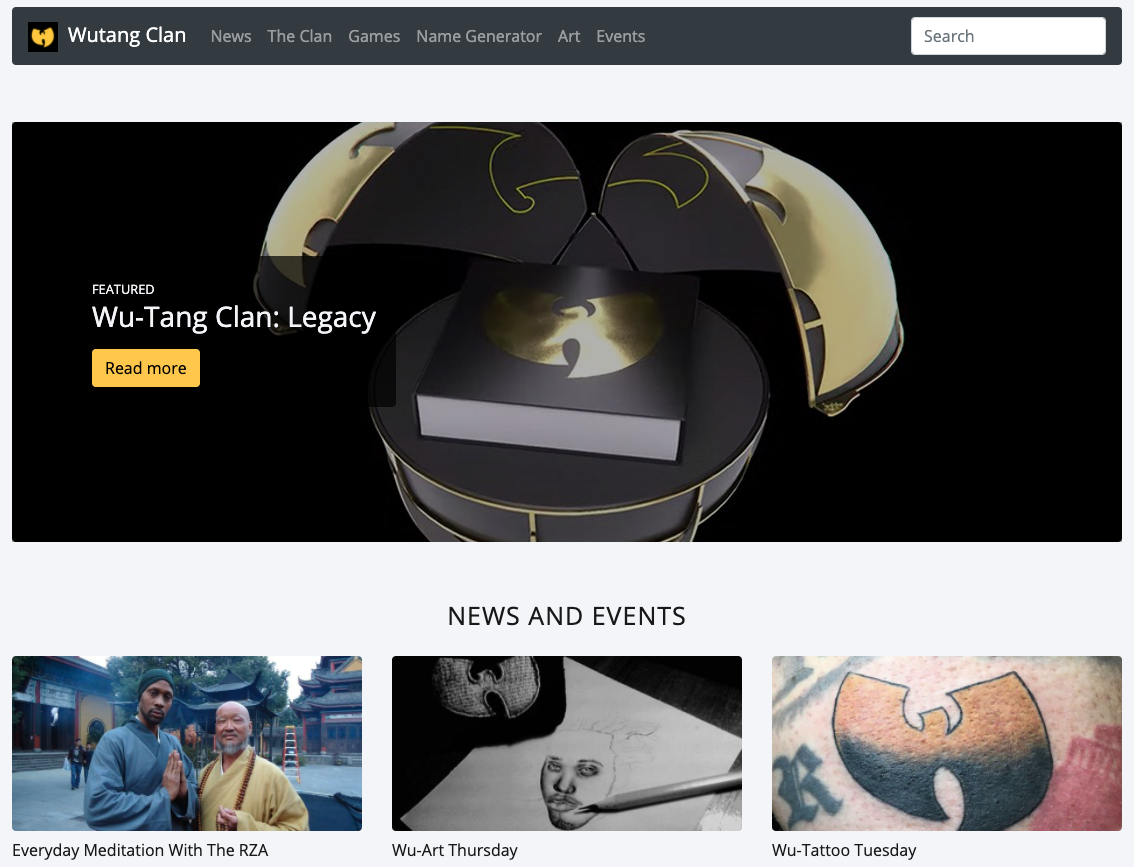 Wutang Clan
News
The Clan
Games
Name Generator
Art
Events
Search
FEATURED
Wu-Tang Clan: Legacy
Read more
NEWS AND EVENTS
Everyday Meditation With The RZA
Wu-Art Thursday
Wu-Tattoo Tuesday